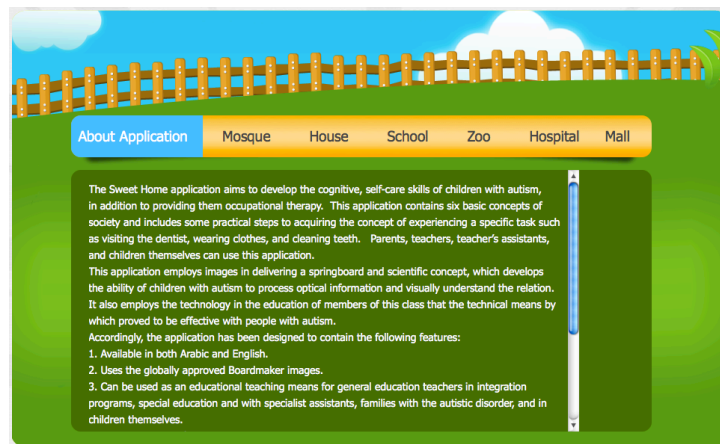 About Application Mosque House School Zoo Hospital Mall
The Sweet Home application aims to develop the cognitive, self-care skills of children with autism,
in addition to providing them occupational therapy. This application contains six basic concepts of
society and includes some practical steps to acquiring the concept of experiencing a specific task such
as visiting the dentist, wearing clothes, and cleaning teeth. Parents, teachers, teacher's assistants,
and children themselves can use this application.
This application employs images in delivering a springboard and scientific concept, which develops
the ability of children with autism to process optical information and visually understand the relation.
It also employs the technology in the education of members of this class that the technical means by
which proved to be effective with people with autism.
Accordingly, the application has been designed to contain the following features:
1. Available in both Arabic and English.
2. Uses the globally approved Boardmaker images.
3. Can be used as an educational teaching means for general education teachers in integration
programs, special education and with specialist assistants, families with the autistic disorder, and in
children themselves.